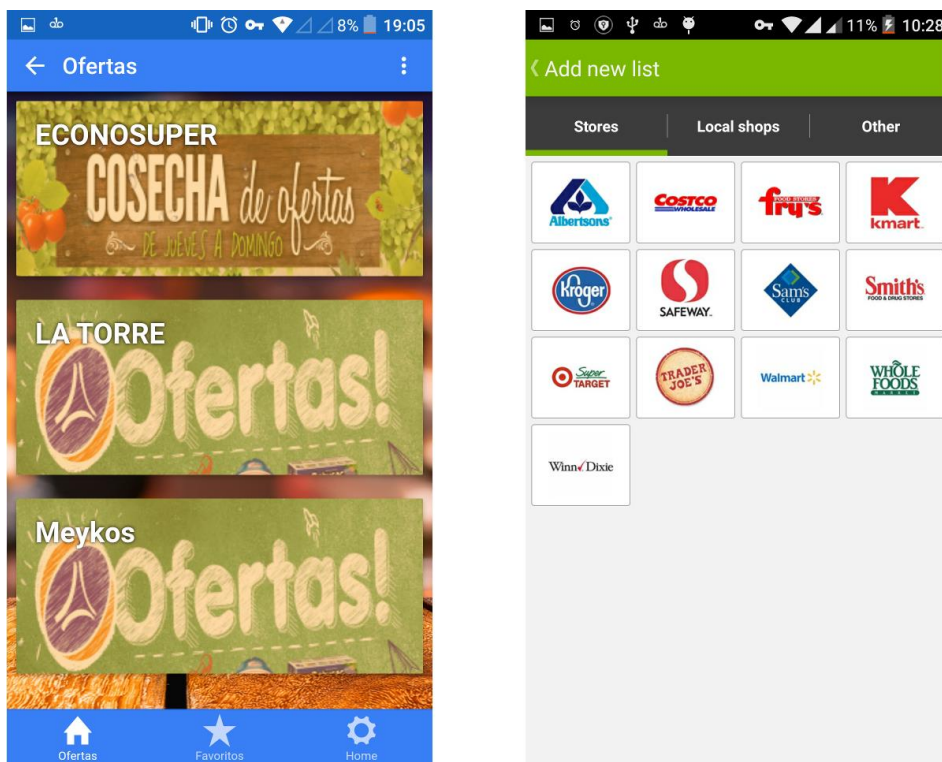 8% 19:05
Ofertas
ECONOSUPER
COSECHA de ofertas
DE JUEVES A DOMINGO
LA TORRE
Ofertas!
Meykos
Ofertas!
Ofertas Favoritos Home
11% 10:28
Add new list
Stores Local shops Other
Albertsons
COSTCO WHOLESALE
FOOD STORES fry's
kmart
Kroger
SAFEWAY
Sam's CLUB
Smith's FOOD & DRUG STORES
Super TARGET
TRADER JOE'S
Walmart
WHOLE FOODS MARKET
Winn Dixie